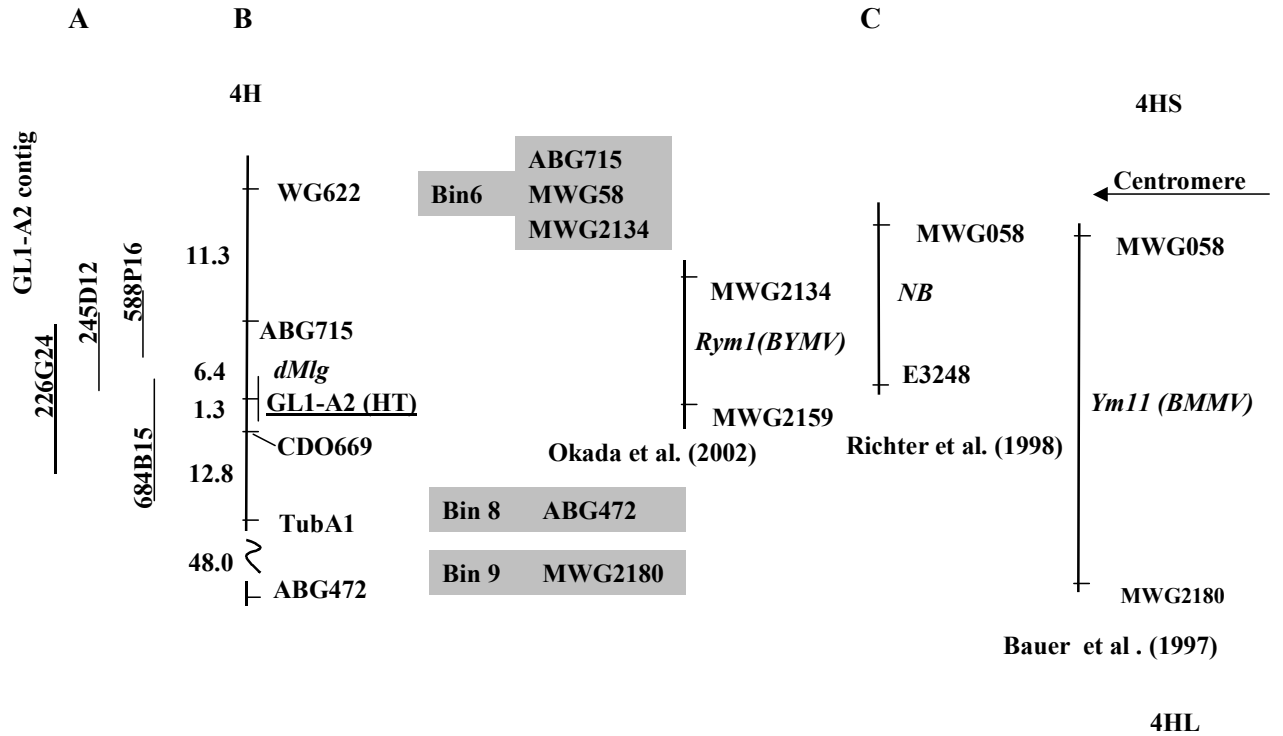 A
B
C
GL1-A2 contig
226G24
245D12
588P16
684B15
4H
WG622
11.3
ABG715
6.4
dMlg
GL1-A2 (HT)
1.3
CDO669
12.8
TubA1
48.0
ABG472
Bin6
ABG715
MWG58
MWG2134
MWG2134
Rym1(BYMV)
MWG2159
Okada et al. (2002)
Bin 8 ABG472
Bin 9 MWG2180
MWG058
NB
E3248
Richter et al. (1998)
4HS
Centromere
MWG058
Ym11 (BMMV)
MWG2180
Bauer et al . (1997)
4HL